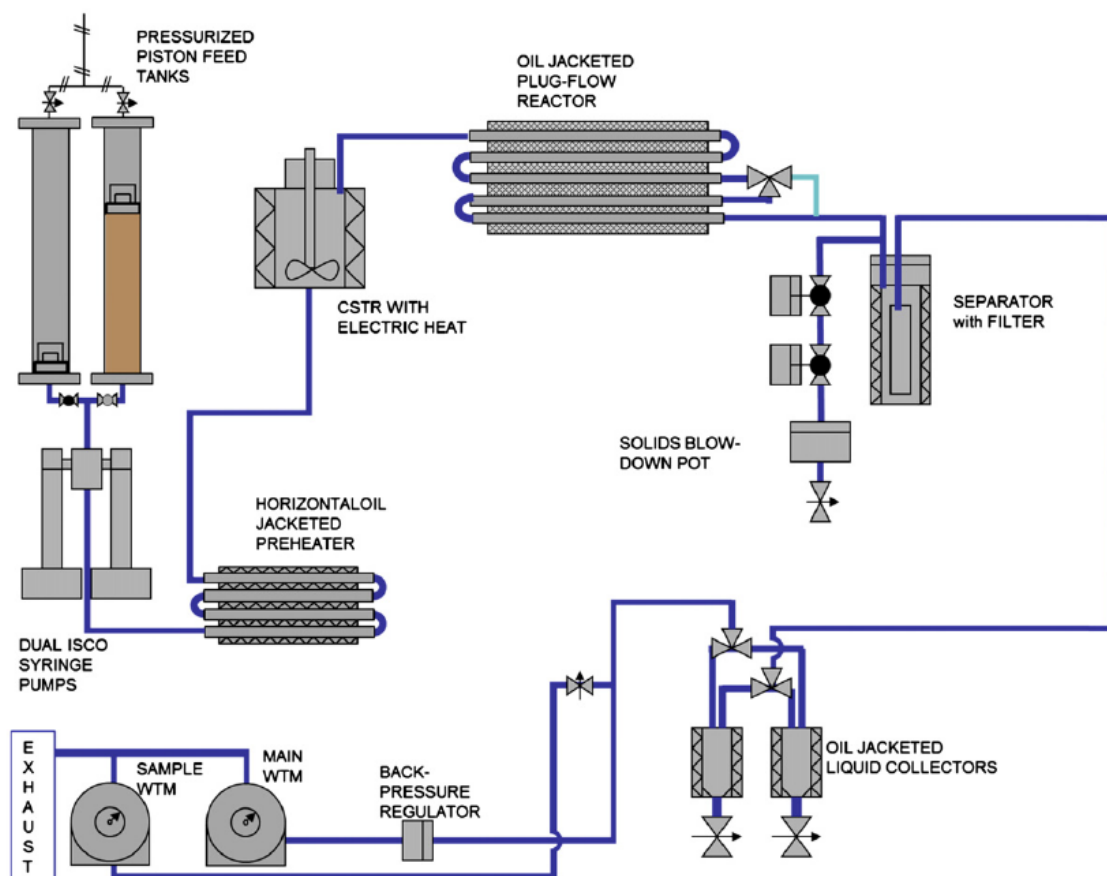 PRESSURIZED
PISTON FEED
TANKS
OIL JACKETED
PLUG-FLOW
REACTOR
CSTR WITH
ELECTRIC HEAT
SEPARATOR
with FILTER
SOLIDS BLOW-
DOWN POT
HORIZONTALOIL
JACKETED
PREHEATER
DUAL ISCO
SYRINGE
PUMPS
EXHAUST
SAMPLE
WTM
MAIN
WTM
BACK-
PRESSURE
REGULATOR
OIL JACKETED
LIQUID COLLECTORS